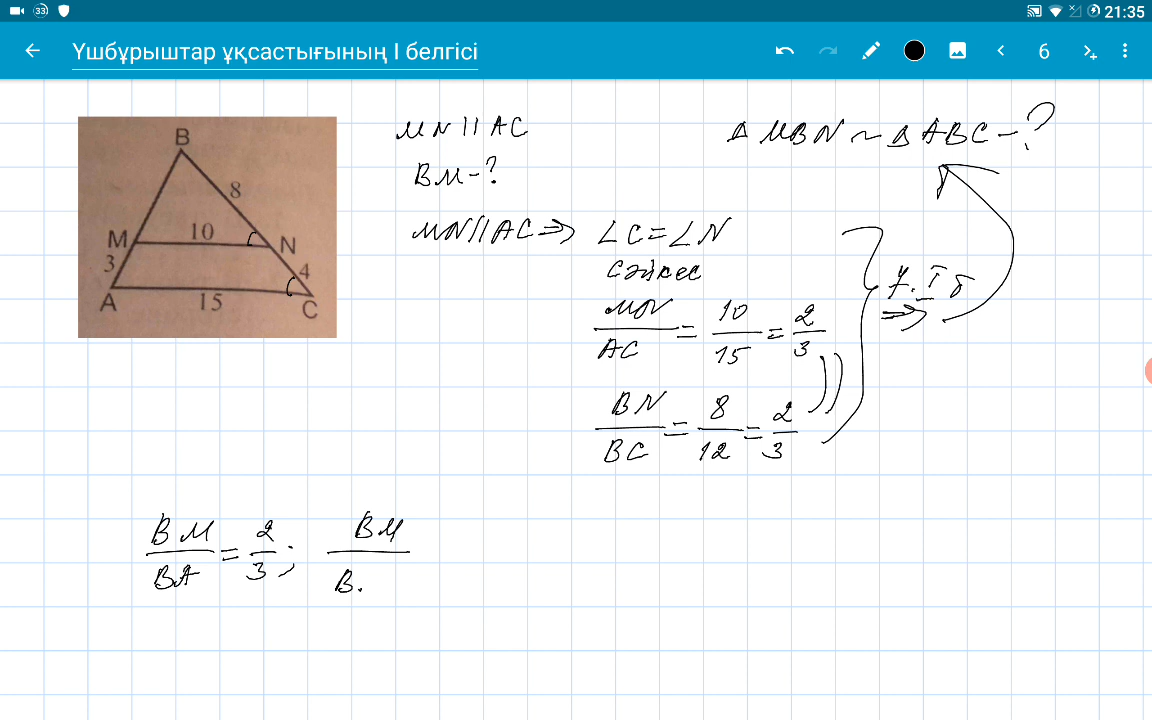 33
21:35
Үшбұрыштар ұқсастығының I белгісі
6
B
8
M 10 N
3 4
A 15 C
MN || AC
BM - ?
Δ MBN ~ Δ ABC - ?
MN || AC => ∠C = ∠N
сәйкес
MN/AC = 10/15 = 2/3
BN/BC = 8/12 = 2/3
ұ. I б
=>
BM/BA = 2/3; BM/B.